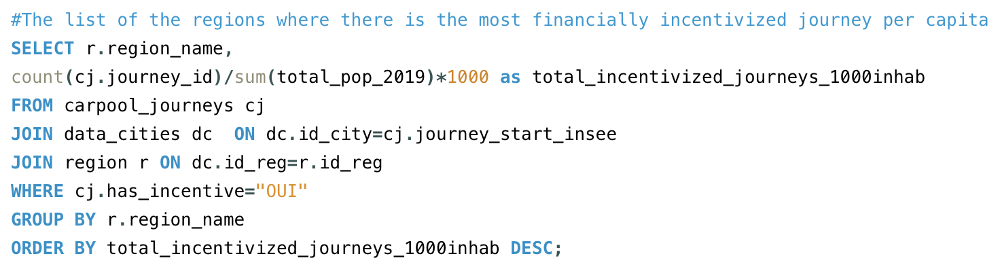 #The list of the regions where there is the most financially incentivized journey per capita
SELECT r.region_name,
count(cj.journey_id)/sum(total_pop_2019)*1000 as total_incentivized_journeys_1000inhab
FROM carpool_journeys cj
JOIN data_cities dc  ON dc.id_city=cj.journey_start_insee
JOIN region r ON dc.id_reg=r.id_reg
WHERE cj.has_incentive="OUI"
GROUP BY r.region_name
ORDER BY total_incentivized_journeys_1000inhab DESC;